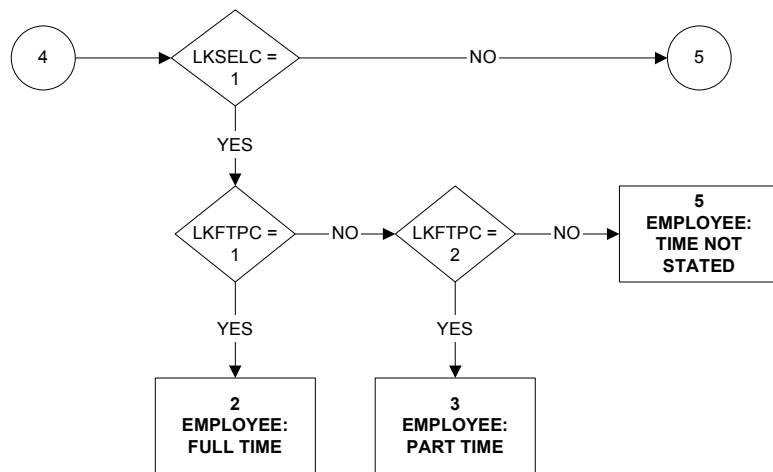 4
LKSELC =
1
NO
5
YES
LKFTPC =
1
NO
LKFTPC =
2
NO
5
EMPLOYEE:
TIME NOT
STATED
YES
YES
2
EMPLOYEE:
FULL TIME
3
EMPLOYEE:
PART TIME